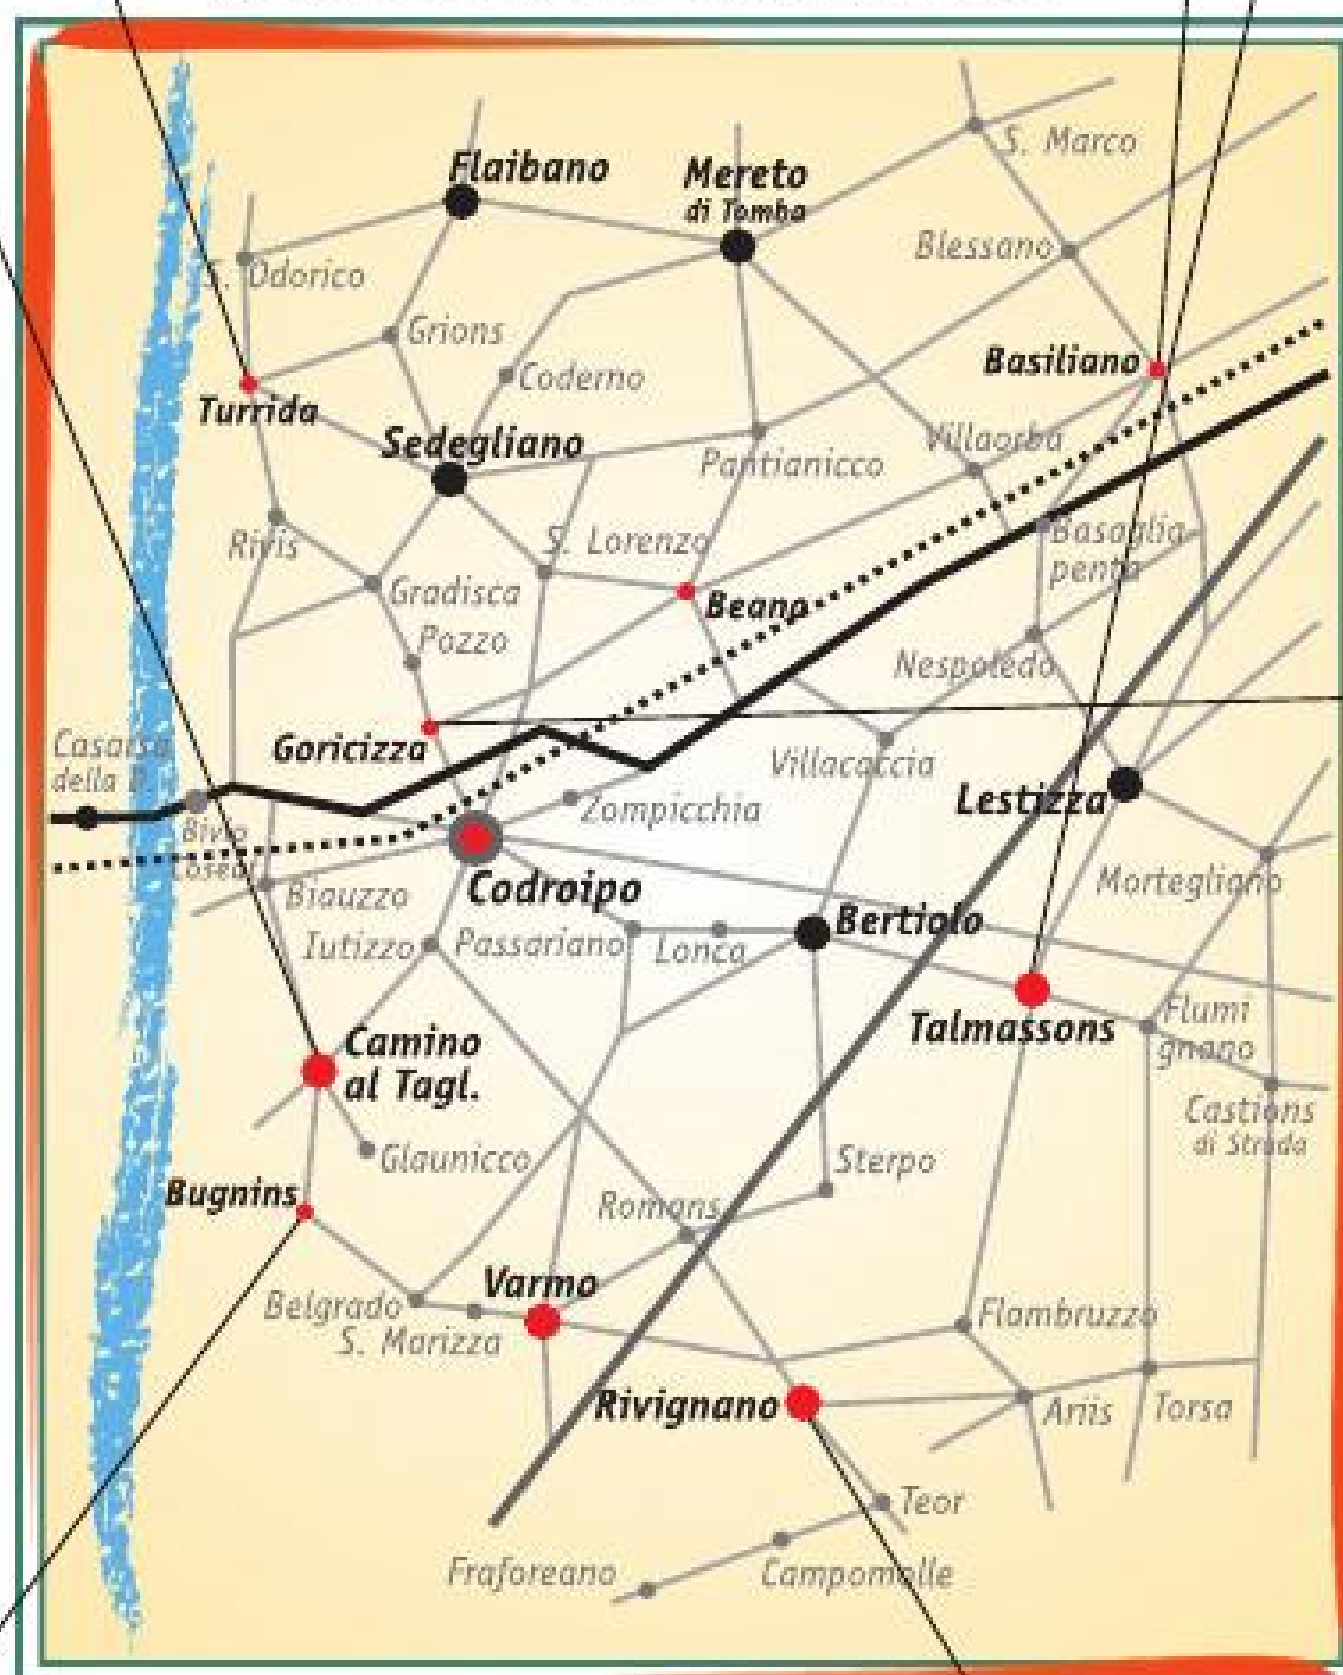 Flaibano
Mereto
di Tomba
S. Marco
Blessano
S. Odorico
Grions
Coderno
Basiliano
Turrida
Sedegliano
Villaorba
Pantianicco
Rivis
S. Lorenzo
Basaglia
penta
Gradisca
Beano
Pozzo
Nespoledo
Goricizza
Casarsa
della D.
Villacaccia
Lestizza
Zompicchia
Bivio
Coseat
Codroipo
Biauzzo
Mortegliano
Bertiolo
Iutizzo
Passariano
Lonca
Talmassons
Flumi
gnano
Camino
al Tagl.
Castions
di Strada
Glaunicco
Sterpo
Bugnins
Romans
Varmo
Belgrado
S. Marizza
Flambruzzo
Rivignano
Ariis
Torsa
Teor
Fraforeano
Campomolle